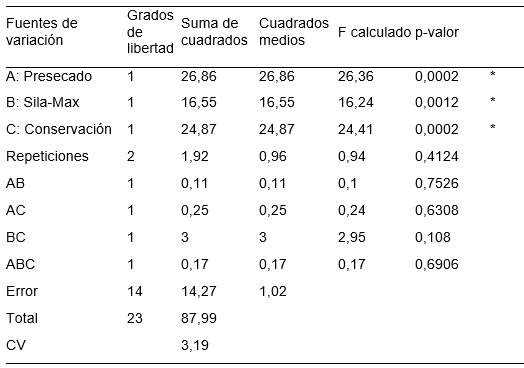 Fuentes de variación Grados de libertad Suma de cuadrados Cuadrados medios F calculado p-valor
A: Presecado 1 26,86 26,86 26,36 0,0002 *
B: Sila-Max 1 16,55 16,55 16,24 0,0012 *
C: Conservación 1 24,87 24,87 24,41 0,0002 *
Repeticiones 2 1,92 0,96 0,94 0,4124
AB 1 0,11 0,11 0,1 0,7526
AC 1 0,25 0,25 0,24 0,6308
BC 1 3 3 2,95 0,108
ABC 1 0,17 0,17 0,17 0,6906
Error 14 14,27 1,02
Total 23 87,99
CV 3,19